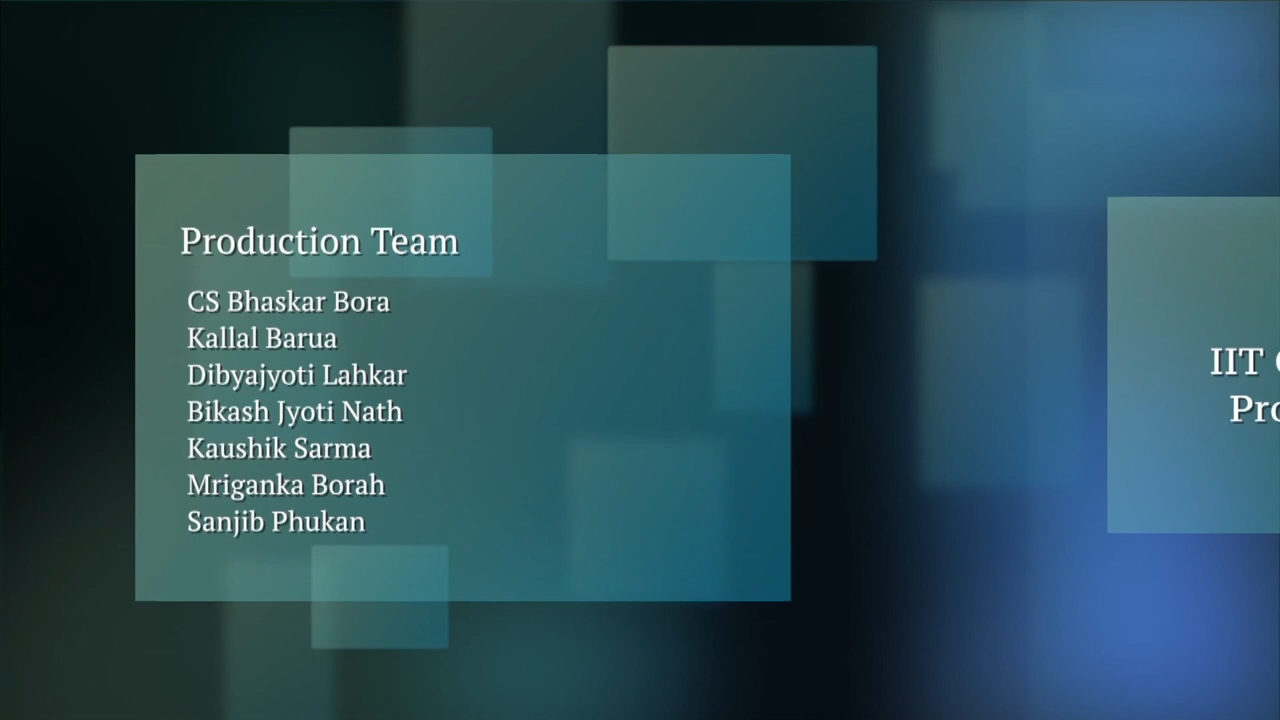 Production Team
CS Bhaskar Bora
Kallal Barua
Dibyajyoti Lahkar
Bikash Jyoti Nath
Kaushik Sarma
Mriganka Borah
Sanjib Phukan
IIT